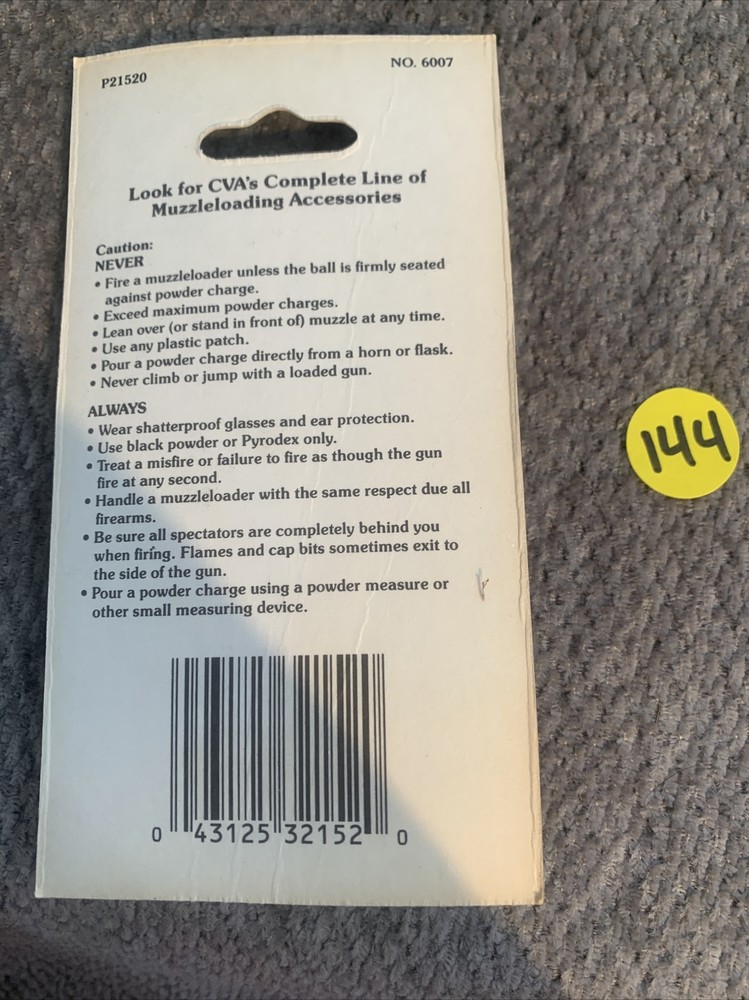 P21520
NO. 6007
Look for CVA's Complete Line of
Muzzleloading Accessories
Caution:
NEVER
• Fire a muzzleloader unless the ball is firmly seated
against powder charge.
• Exceed maximum powder charges.
• Lean over (or stand in front of) muzzle at any time.
• Use any plastic patch.
• Pour a powder charge directly from a horn or flask.
• Never climb or jump with a loaded gun.
ALWAYS
• Wear shatterproof glasses and ear protection.
• Use black powder or Pyrodex only.
• Treat a misfire or failure to fire as though the gun
fire at any second.
• Handle a muzzleloader with the same respect due all
firearms.
• Be sure all spectators are completely behind you
when firing. Flames and cap bits sometimes exit to
the side of the gun.
• Pour a powder charge using a powder measure or
other small measuring device.
0 43125 32152 0
144